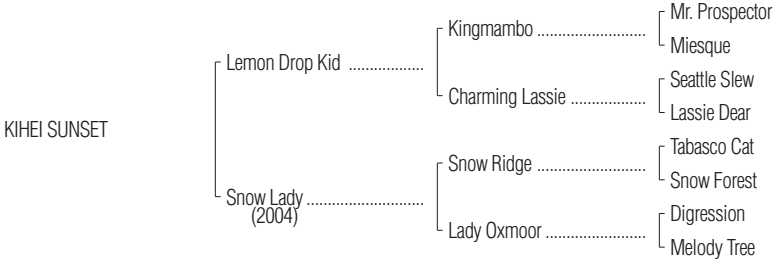 Mr. Prospector
Kingmambo ..........................
Miesque
Lemon Drop Kid ..................
Seattle Slew
Charming Lassie ..................
Lassie Dear
KIHEI SUNSET
Tabasco Cat
Snow Ridge ..........................
Snow Forest
Snow Lady ............................
(2004)
Digression
Lady Oxmoor ........................
Melody Tree